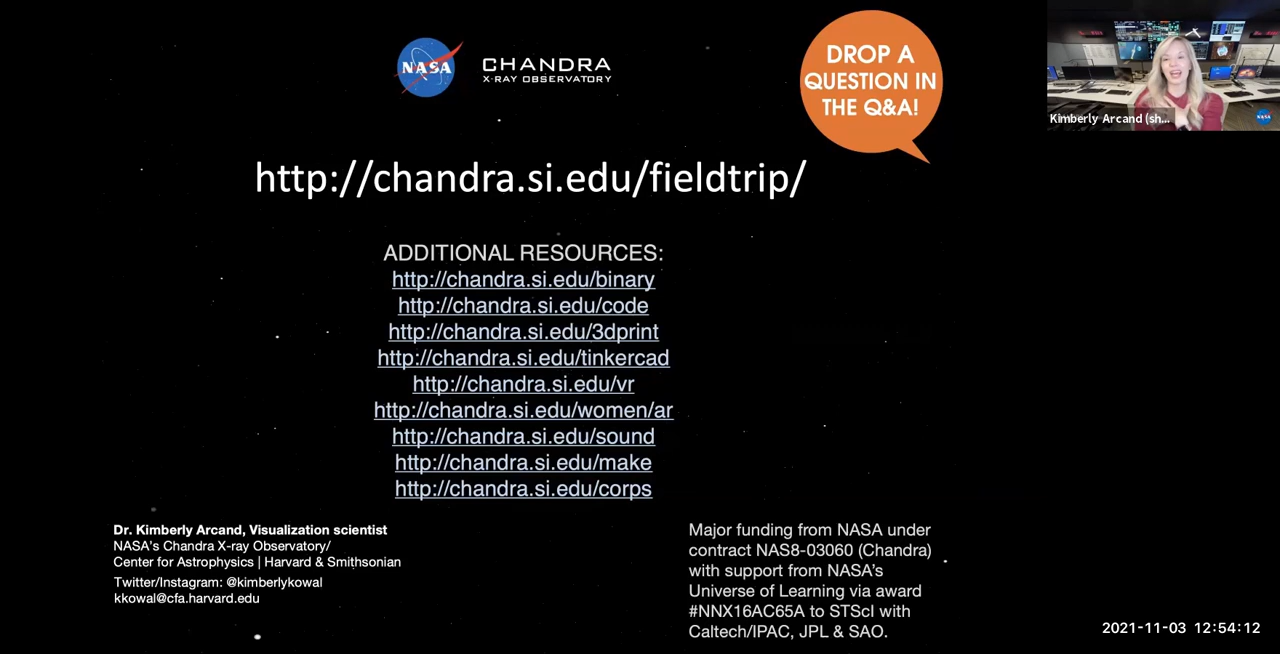 NASA
CHANDRA
X-RAY OBSERVATORY
DROP A
QUESTION IN
THE Q&A!
Kimberly Arcand (sh...
NASA
http://chandra.si.edu/fieldtrip/
ADDITIONAL RESOURCES:
http://chandra.si.edu/binary
http://chandra.si.edu/code
http://chandra.si.edu/3dprint
http://chandra.si.edu/tinkercad
http://chandra.si.edu/vr
http://chandra.si.edu/women/ar
http://chandra.si.edu/sound
http://chandra.si.edu/make
http://chandra.si.edu/corps
Dr. Kimberly Arcand, Visualization scientist
NASA's Chandra X-ray Observatory/
Center for Astrophysics | Harvard & Smithsonian
Twitter/Instagram: @kimberlykowal
kkowal@cfa.harvard.edu
Major funding from NASA under
contract NAS8-03060 (Chandra)
with support from NASA's
Universe of Learning via award
#NNX16AC65A to STScI with
Caltech/IPAC, JPL & SAO.
2021-11-03 12:54:12